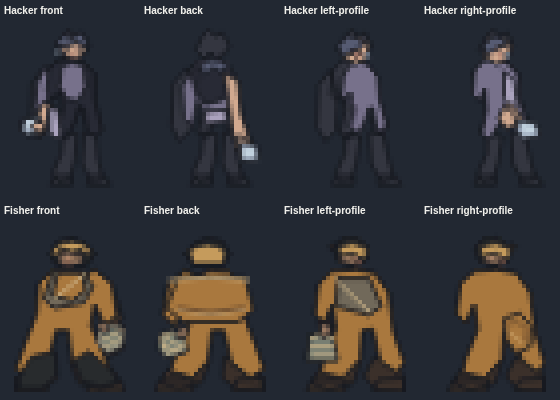 Hacker front
Hacker back
Hacker left-profile
Hacker right-profile
Fisher front
Fisher back
Fisher left-profile
Fisher right-profile